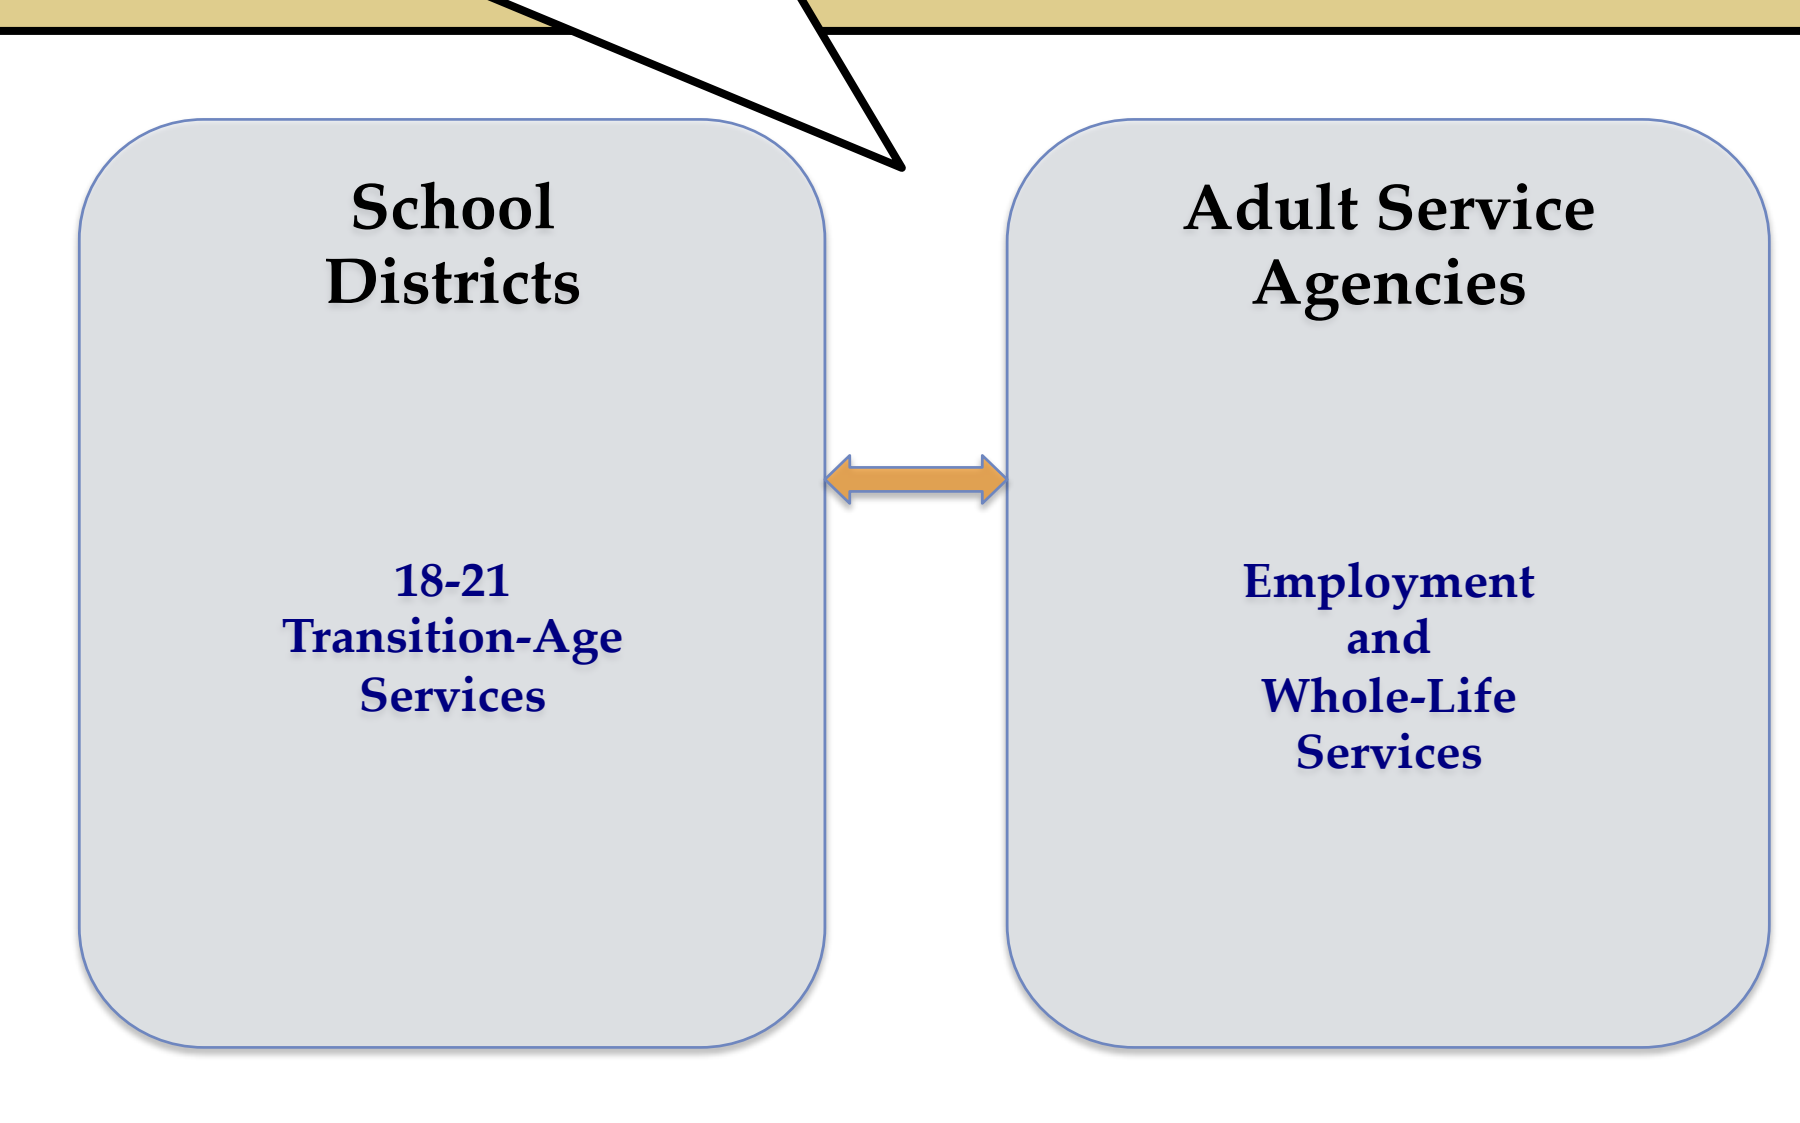 School
Districts
18-21
Transition-Age
Services
Adult Service
Agencies
Employment
and
Whole-Life
Services